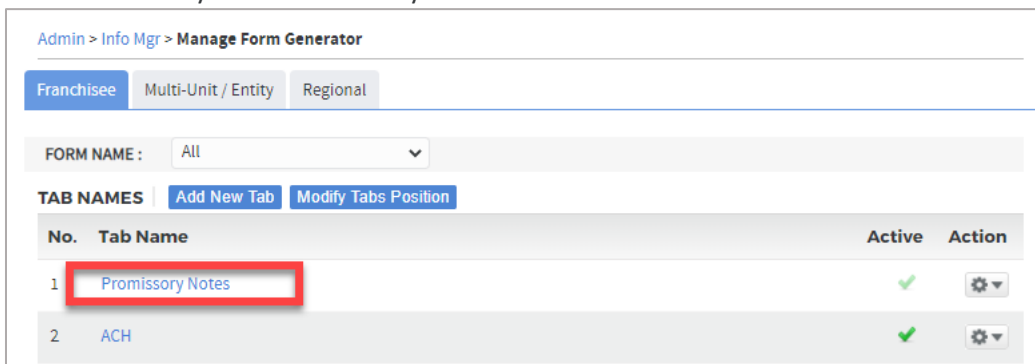 Admin > Info Mgr > Manage Form Generator
Franchisee Multi-Unit / Entity Regional
FORM NAME : All
TAB NAMES Add New Tab Modify Tabs Position
No. Tab Name Active Action
1 Promissory Notes
2 ACH